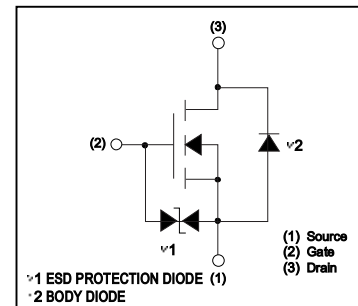 (3)
(2)
*2
*1
(1) Source
(2) Gate
(3) Drain
*1 ESD PROTECTION DIODE (1)
*2 BODY DIODE